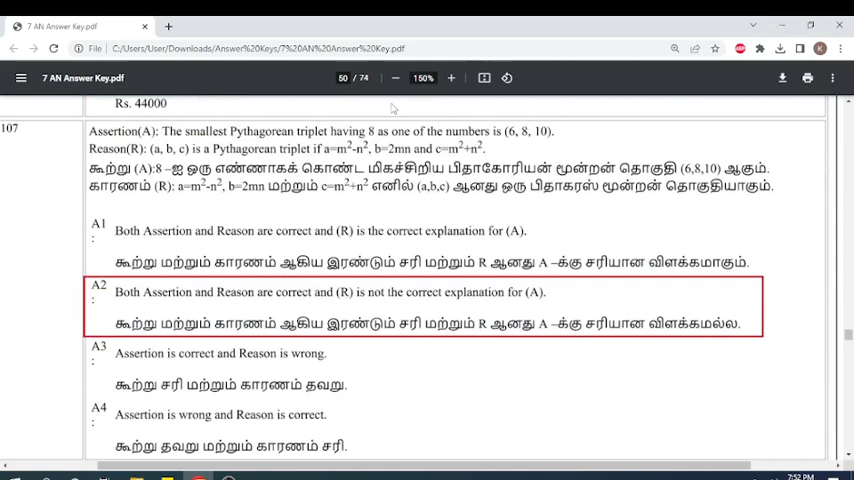 7 AN Answer Key.pdf
File C:/Users/User/Downloads/Answer%20Keys/7%20AN%20Answer%20Key.pdf
ABP
K
7 AN Answer Key.pdf
50 / 74
150%
Rs. 44000
107
Assertion(A): The smallest Pythagorean triplet having 8 as one of the numbers is (6, 8, 10).
Reason(R): (a, b, c) is a Pythagorean triplet if a=m²-n², b=2mn and c=m²+n².
கூற்று (A):8 –ஐ ஒரு எண்ணாகக் கொண்ட மிகச்சிறிய பிதாகோரியன் மூன்றன் தொகுதி (6,8,10) ஆகும்.
காரணம் (R): a=m²-n², b=2mn மற்றும் c=m²+n² எனில் (a,b,c) ஆனது ஒரு பிதாகரஸ் மூன்றன் தொகுதியாகும்.
A1 :
Both Assertion and Reason are correct and (R) is the correct explanation for (A).
கூற்று மற்றும் காரணம் ஆகிய இரண்டும் சரி மற்றும் R ஆனது A –க்கு சரியான விளக்கமாகும்.
A2 :
Both Assertion and Reason are correct and (R) is not the correct explanation for (A).
கூற்று மற்றும் காரணம் ஆகிய இரண்டும் சரி மற்றும் R ஆனது A –க்கு சரியான விளக்கமல்ல.
A3 :
Assertion is correct and Reason is wrong.
கூற்று சரி மற்றும் காரணம் தவறு.
A4 :
Assertion is wrong and Reason is correct.
கூற்று தவறு மற்றும் காரணம் சரி.
7:52 PM